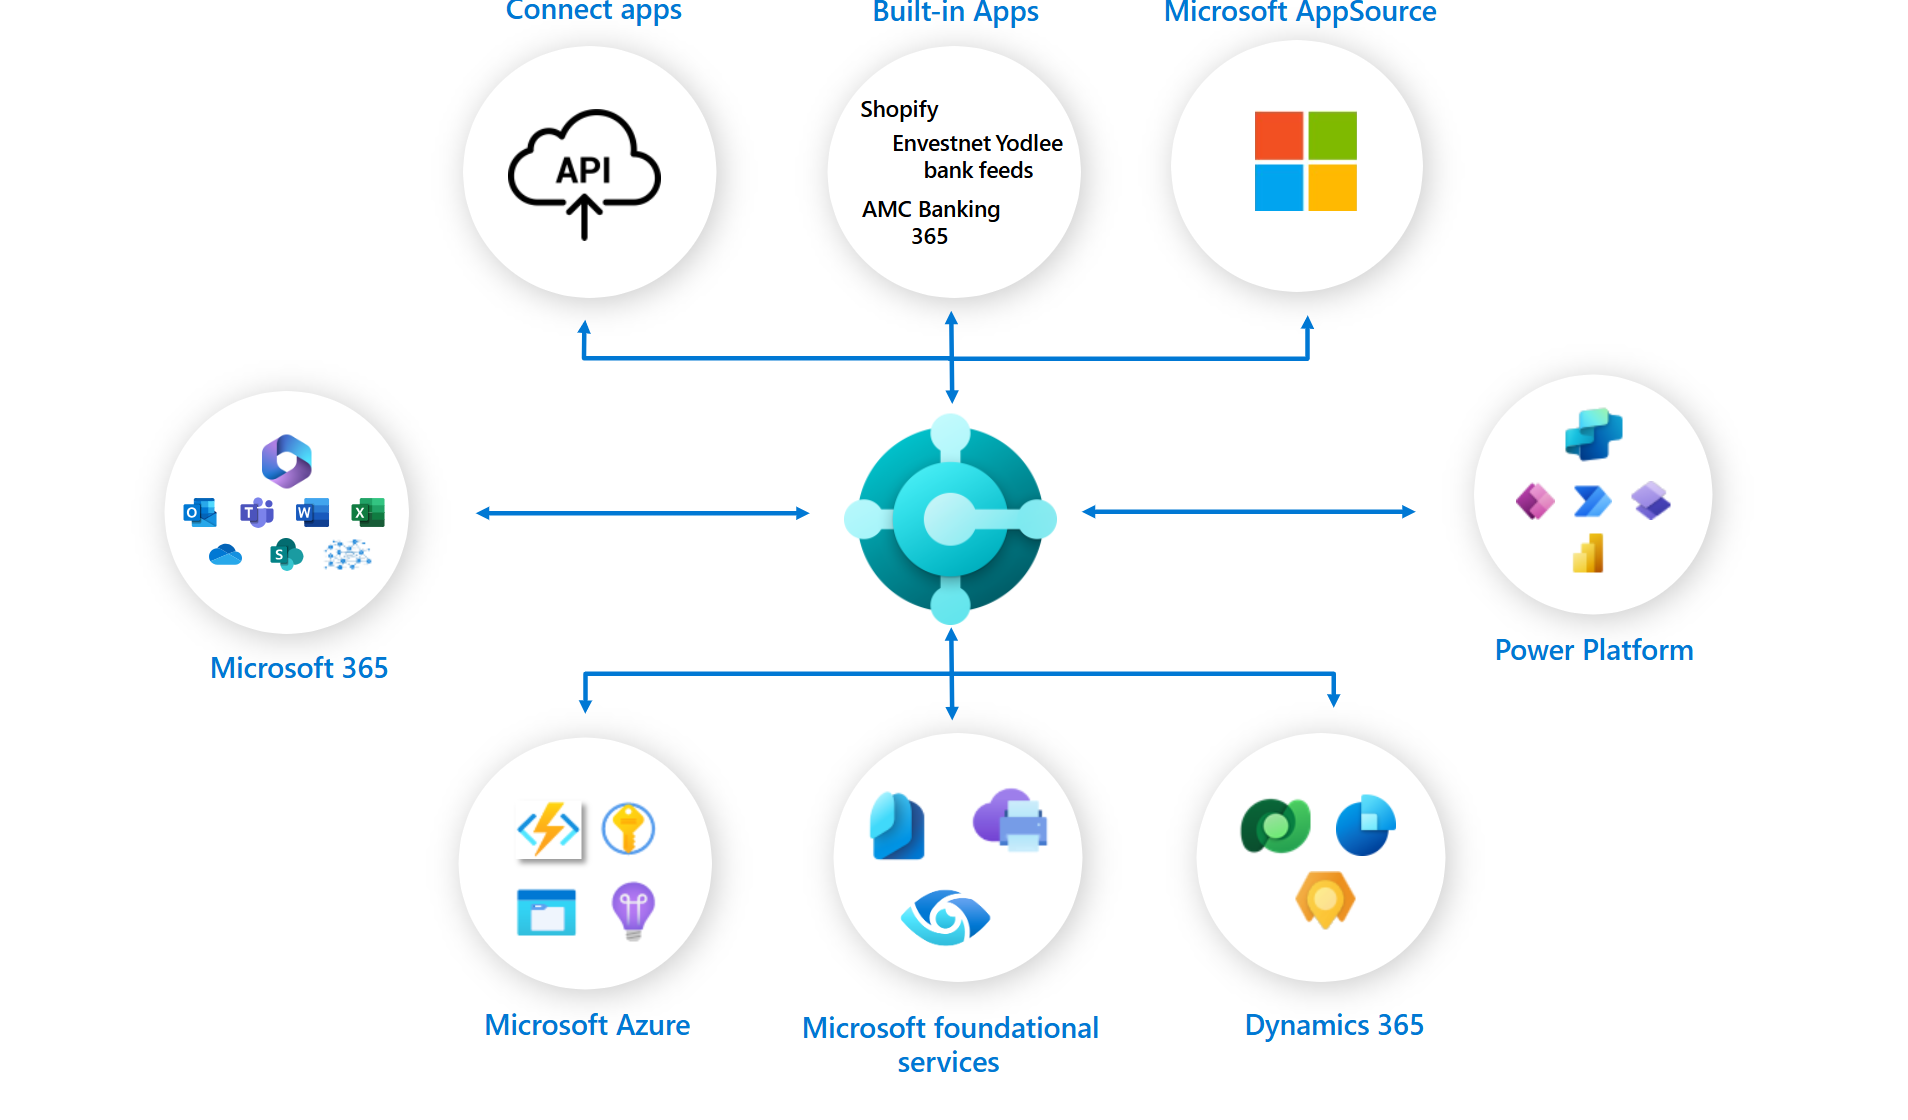 Connect apps
Built-in Apps
Microsoft AppSource
API
Shopify
Envestnet Yodlee
bank feeds
AMC Banking
365
O
T
W
X
S
Microsoft 365
Power Platform
Microsoft Azure
Microsoft foundational
services
Dynamics 365